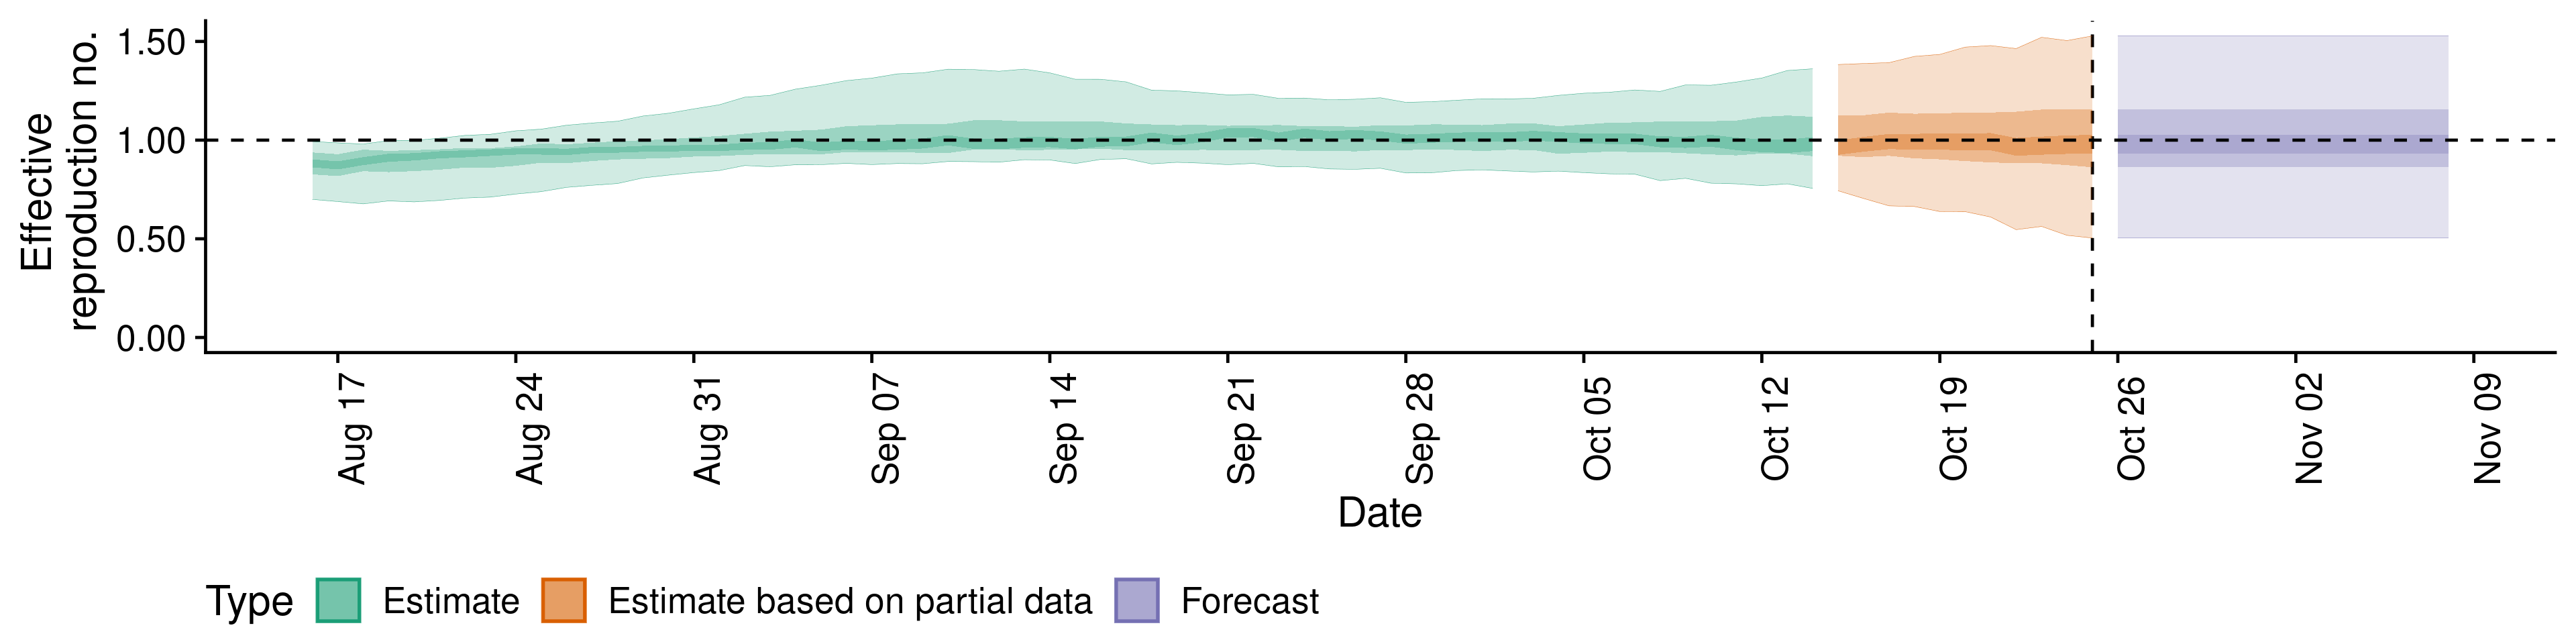 Effective
reproduction no.
1.50
1.00
0.50
0.00
Aug 17
Aug 24
Aug 31
Sep 07
Sep 14
Sep 21
Sep 28
Oct 05
Oct 12
Oct 19
Oct 26
Nov 02
Nov 09
Date
Type Estimate Estimate based on partial data Forecast